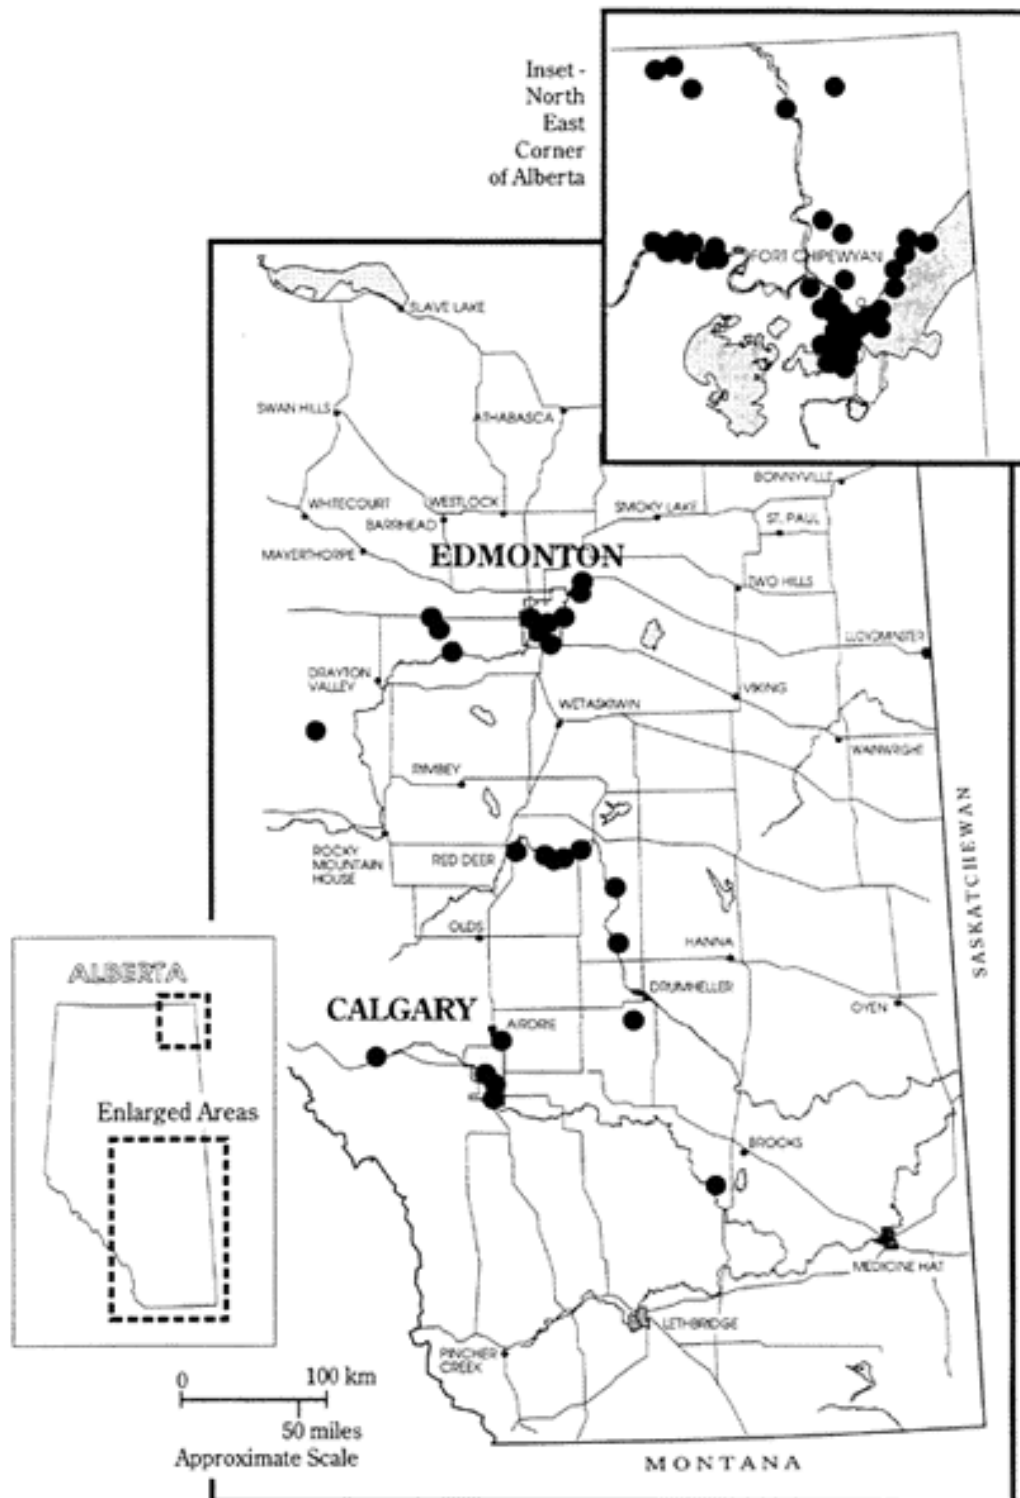 Inset -
North
East
Corner
of Alberta
FORT CHIPEWYAN
SLAVE LAKE
SWAN HILLS
ATHABASCA
BONNYVILLE
WHITECOURT
WESTLOCK
SMOKY LAKE
ST. PAUL
BARRHEAD
MAYERTHORPE
EDMONTON
TWO HILLS
LLOYDMINSTER
DRAYTON
VALLEY
VIKING
WETASKIWIN
WAINWRIGHT
RIMBEY
ROCKY
MOUNTAIN
HOUSE
RED DEER
SASKATCHEWAN
OLDS
HANNA
DRUMHELLER
OYEN
CALGARY
AIRDRIE
ALBERTA
Enlarged Areas
BROOKS
MEDICINE HAT
LETHBRIDGE
PINCHER
CREEK
0 100 km
50 miles
Approximate Scale
MONTANA